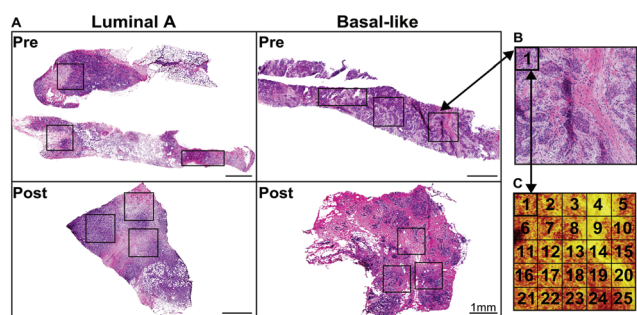 A Luminal A Basal-like B
Pre Pre
1
Post Post
C
1 2 3 4 5
6 7 8 9 10
11 12 13 14 15
16 17 18 19 20
21 22 23 24 25
1mm